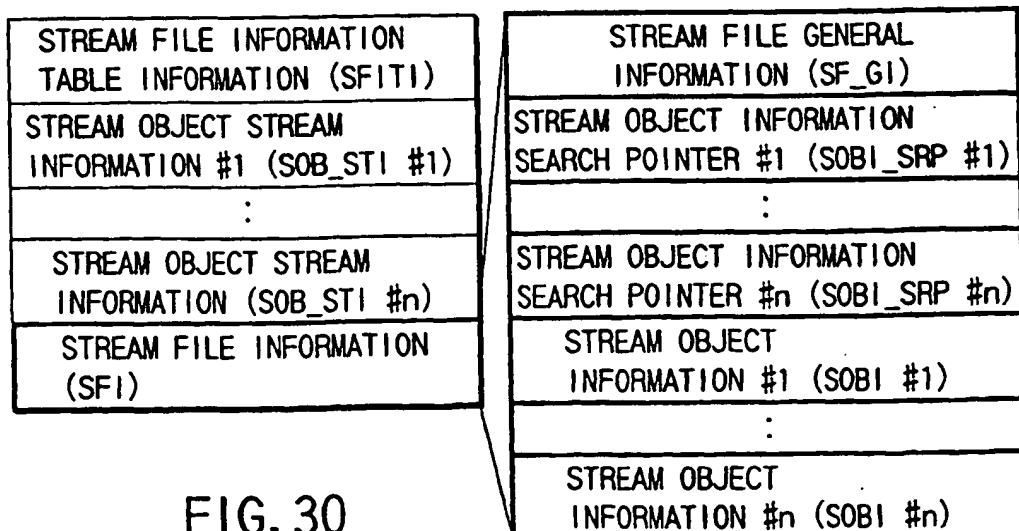 STREAM FILE INFORMATION
TABLE INFORMATION (SFITI)
STREAM OBJECT STREAM
INFORMATION #1 (SOB_STI #1)
:
STREAM OBJECT STREAM
INFORMATION (SOB_STI #n)
STREAM FILE INFORMATION
(SFI)
STREAM FILE GENERAL
INFORMATION (SF_GI)
STREAM OBJECT INFORMATION
SEARCH POINTER #1 (SOBI_SRP #1)
:
STREAM OBJECT INFORMATION
SEARCH POINTER #n (SOBI_SRP #n)
STREAM OBJECT
INFORMATION #1 (SOBI #1)
:
STREAM OBJECT
INFORMATION #n (SOBI #n)
FIG. 30